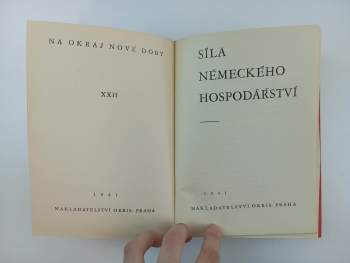 NA OKRAJ NOVÉ DOBY
XXII
1941
NAKLADATELSTVÍ ORBIS, PRAHA
SÍLA
NĚMECKÉHO
HOSPODÁŘSTVÍ
1941
NAKLADATELSTVÍ ORBIS, PRAHA